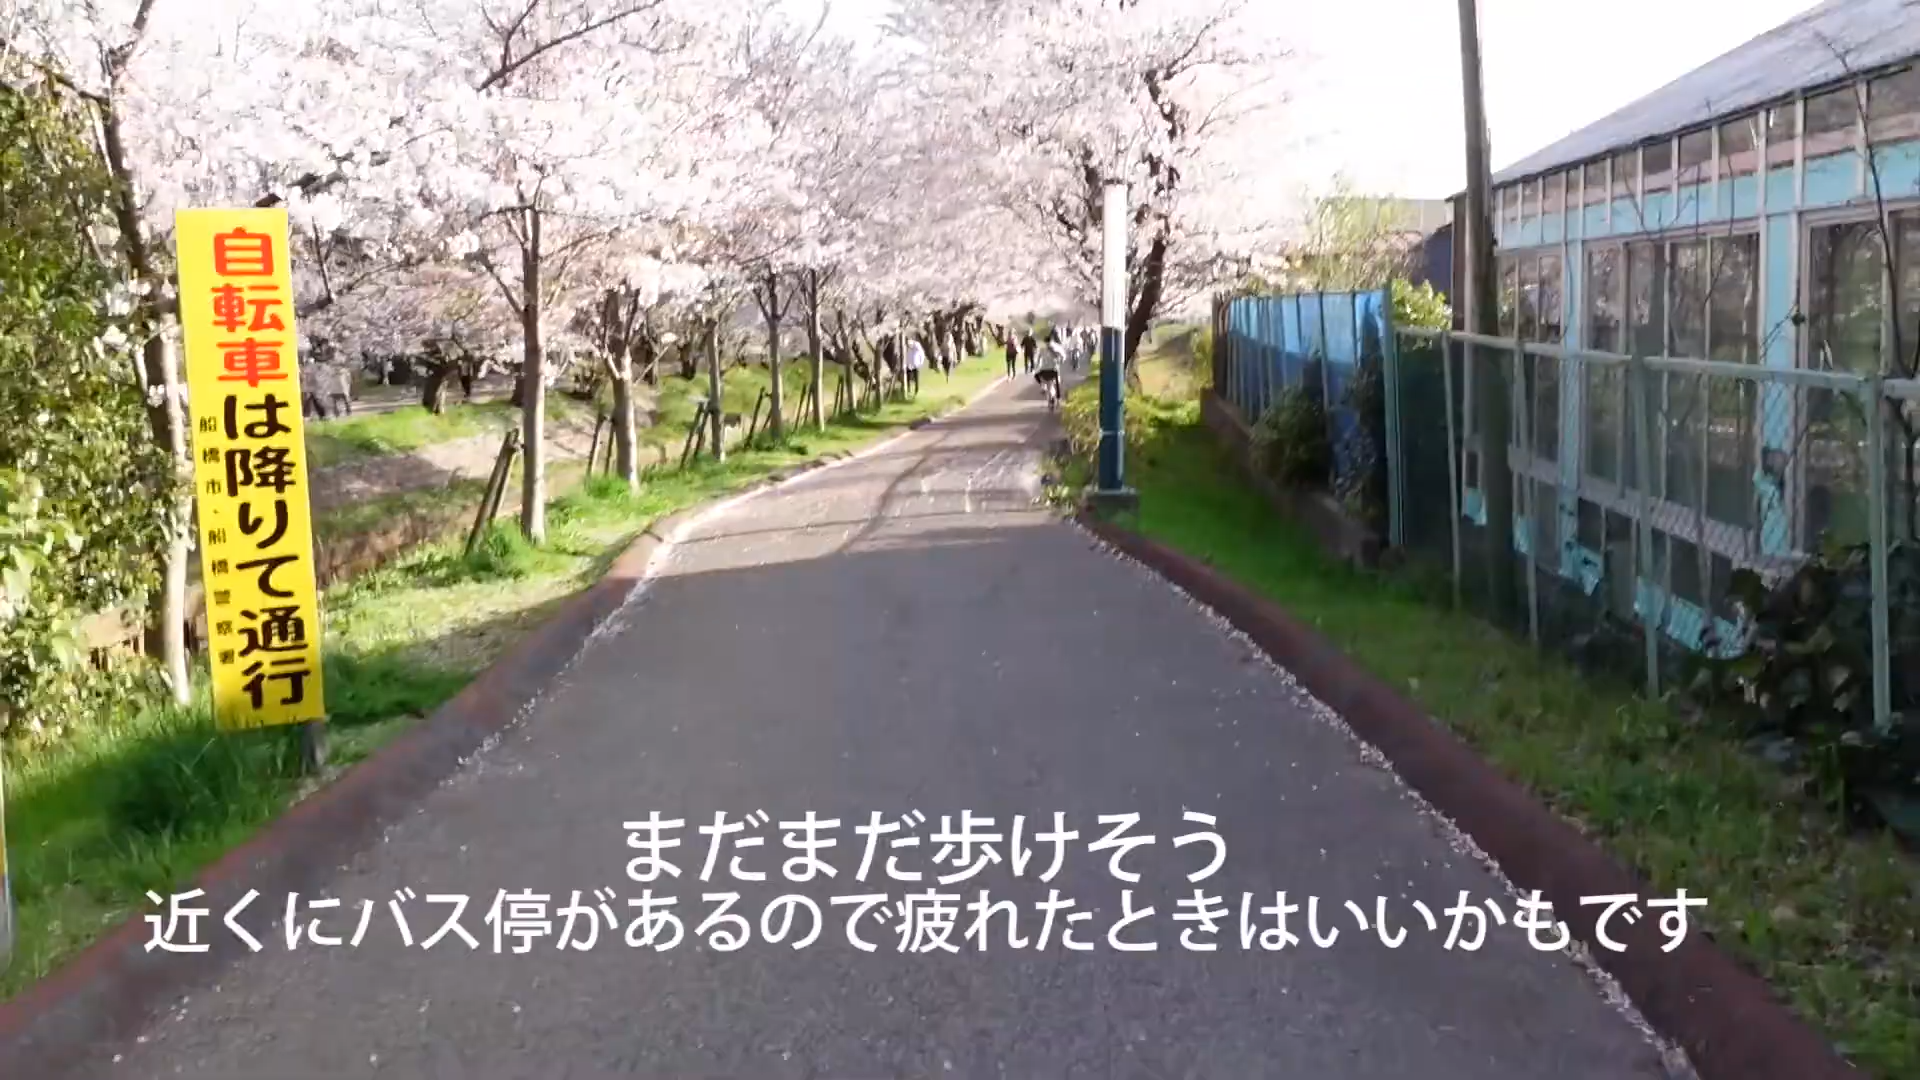 自転車は降りて通行
船橋市・船橋警察署
まだまだ歩けそう
近くにバス停があるので疲れたときはいいかもです